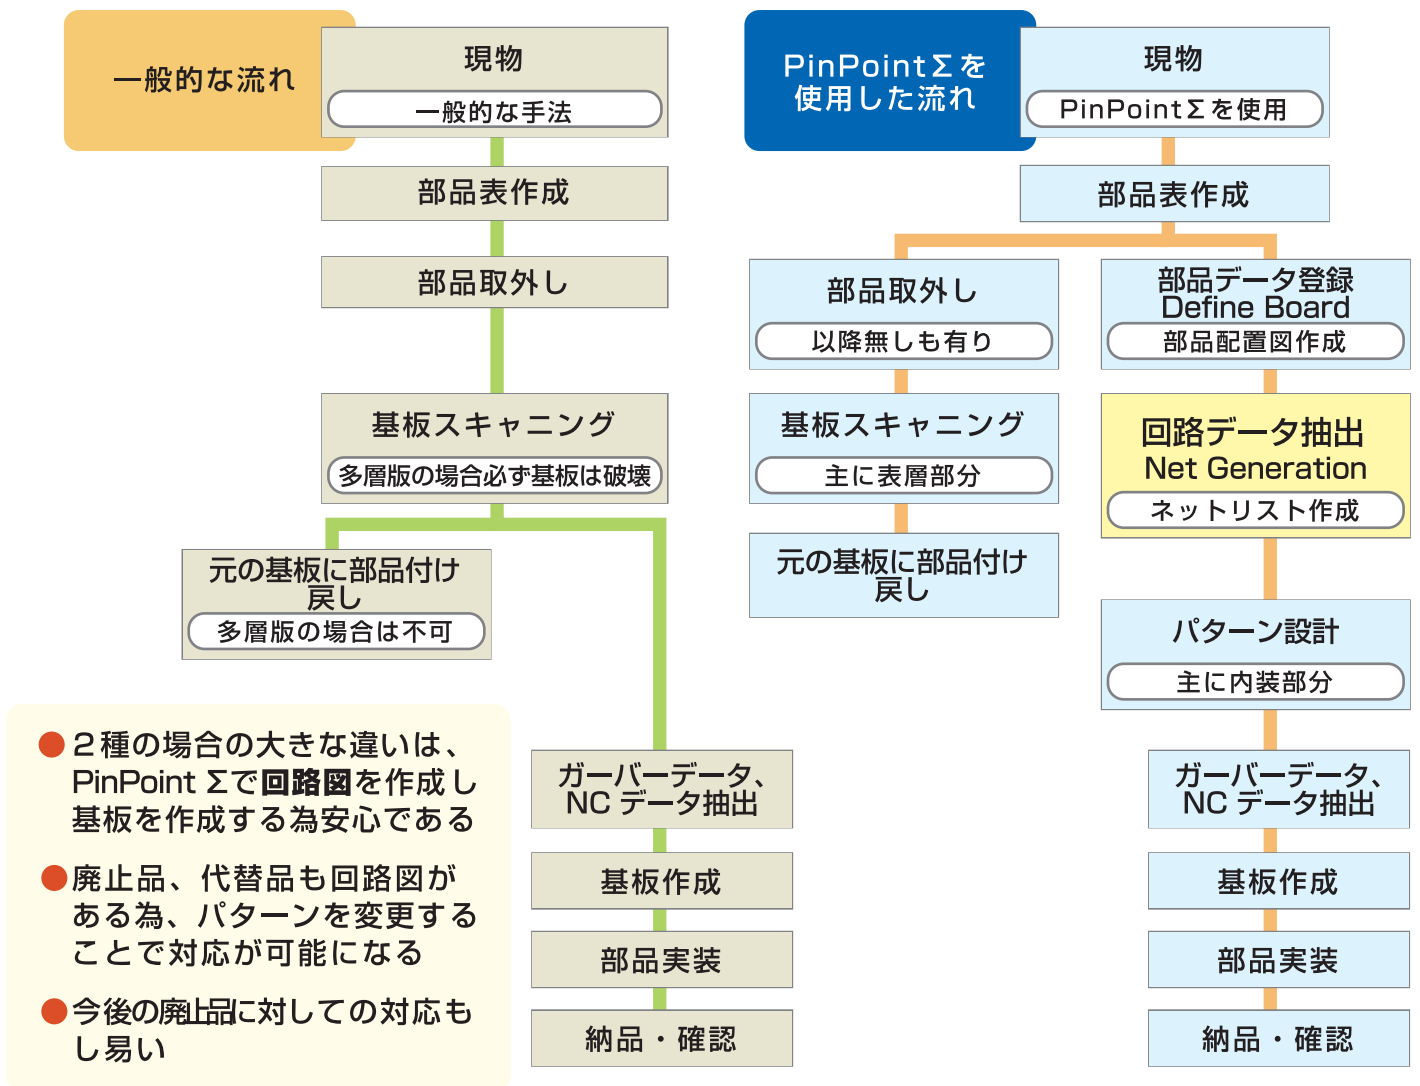 一般的な流れ
現物
一般的な手法
部品表作成
部品取外し
基板スキャニング
多層版の場合必ず基板は破壊
元の基板に部品付け
戻し
多層版の場合は不可
ガーバーデータ、
NC データ抽出
基板作成
部品実装
納品・確認
PinPointΣを
使用した流れ
現物
PinPointΣを使用
部品表作成
部品取外し
以降無しも有り
基板スキャニング
主に表層部分
元の基板に部品付け
戻し
部品データ登録
Define Board
部品配置図作成
回路データ抽出
Net Generation
ネットリスト作成
パターン設計
主に内装部分
ガーバーデータ、
NC データ抽出
基板作成
部品実装
納品・確認
●２種の場合の大きな違いは、
PinPoint Σで回路図を作成し
基板を作成する為安心である
●廃止品、代替品も回路図が
ある為、パターンを変更する
ことで対応が可能になる
●今後の廃止品に対しての対応も
し易い